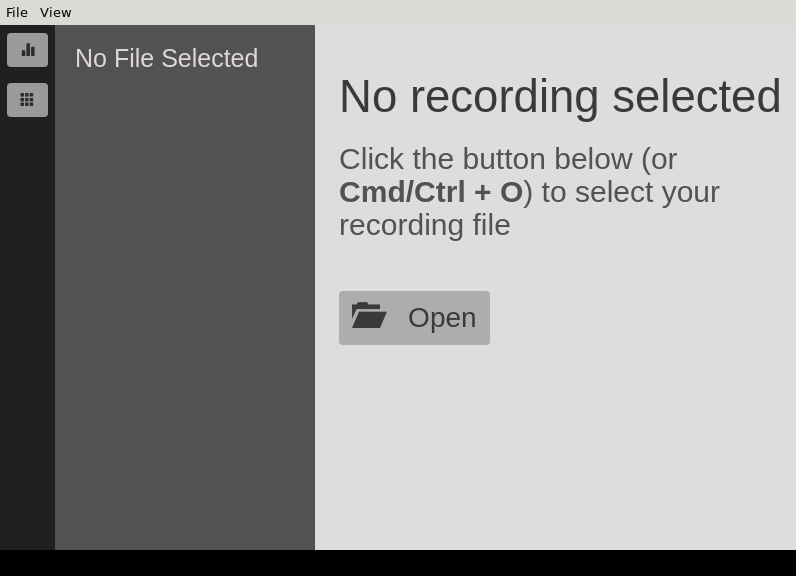 File View
No File Selected
No recording selected
Click the button below (or
Cmd/Ctrl + O) to select your
recording file
Open